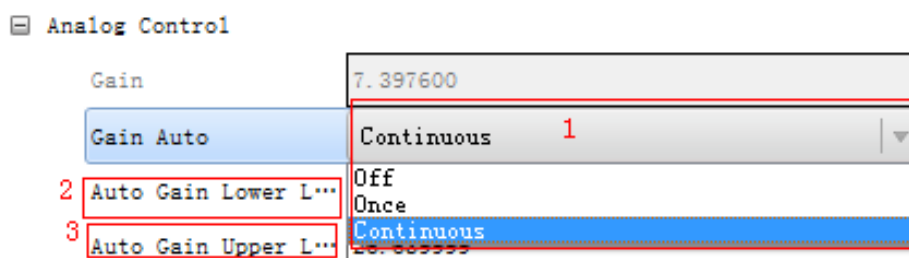 Analog Control
Gain 7.397600
Gain Auto Continuous 1
Off
2 Auto Gain Lower L…
Once
Continuous
3 Auto Gain Upper L…